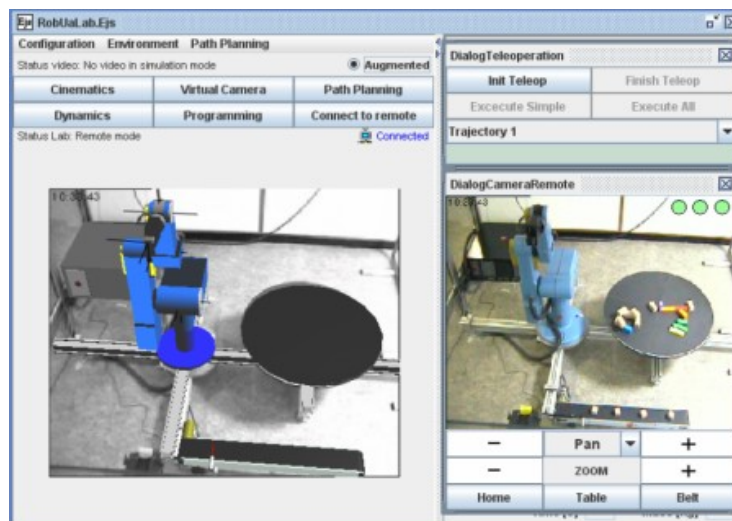 RobUaLab.Ejs
Configuration Environment Path Planning
Status video: No video in simulation mode
Augmented
Cinematics Virtual Camera Path Planning
Dynamics Programming Connect to remote
Status Lab: Remote mode
Connected
DialogTeleoperation
Init Teleop Finish Teleop
Excecute Simple Execute All
Trajectory 1
DialogCameraRemote
− Pan +
− ZOOM +
Home Table Belt